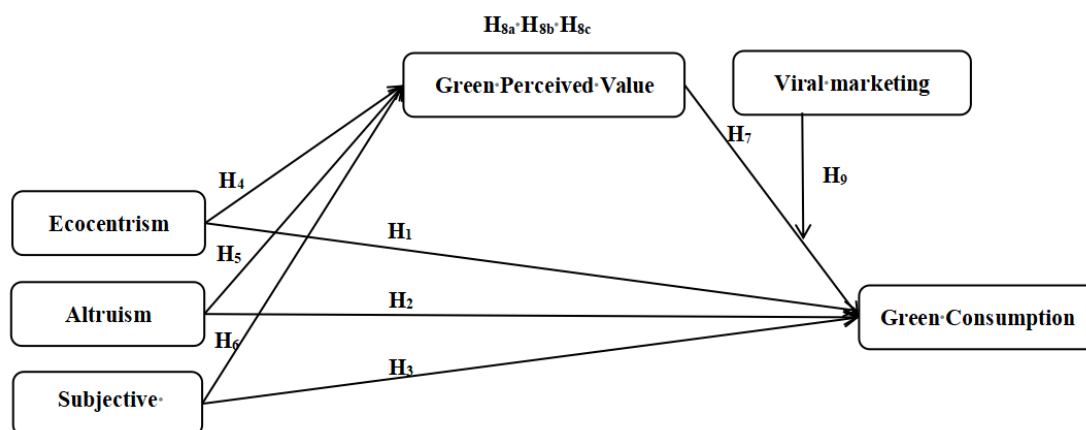 H8a·H8b·H8c
Green·Perceived·Value
Viral·marketing
H7
H4
H9
Ecocentrism
H1
H5
Altruism
H2
Green·Consumption
H6
H3
Subjective·